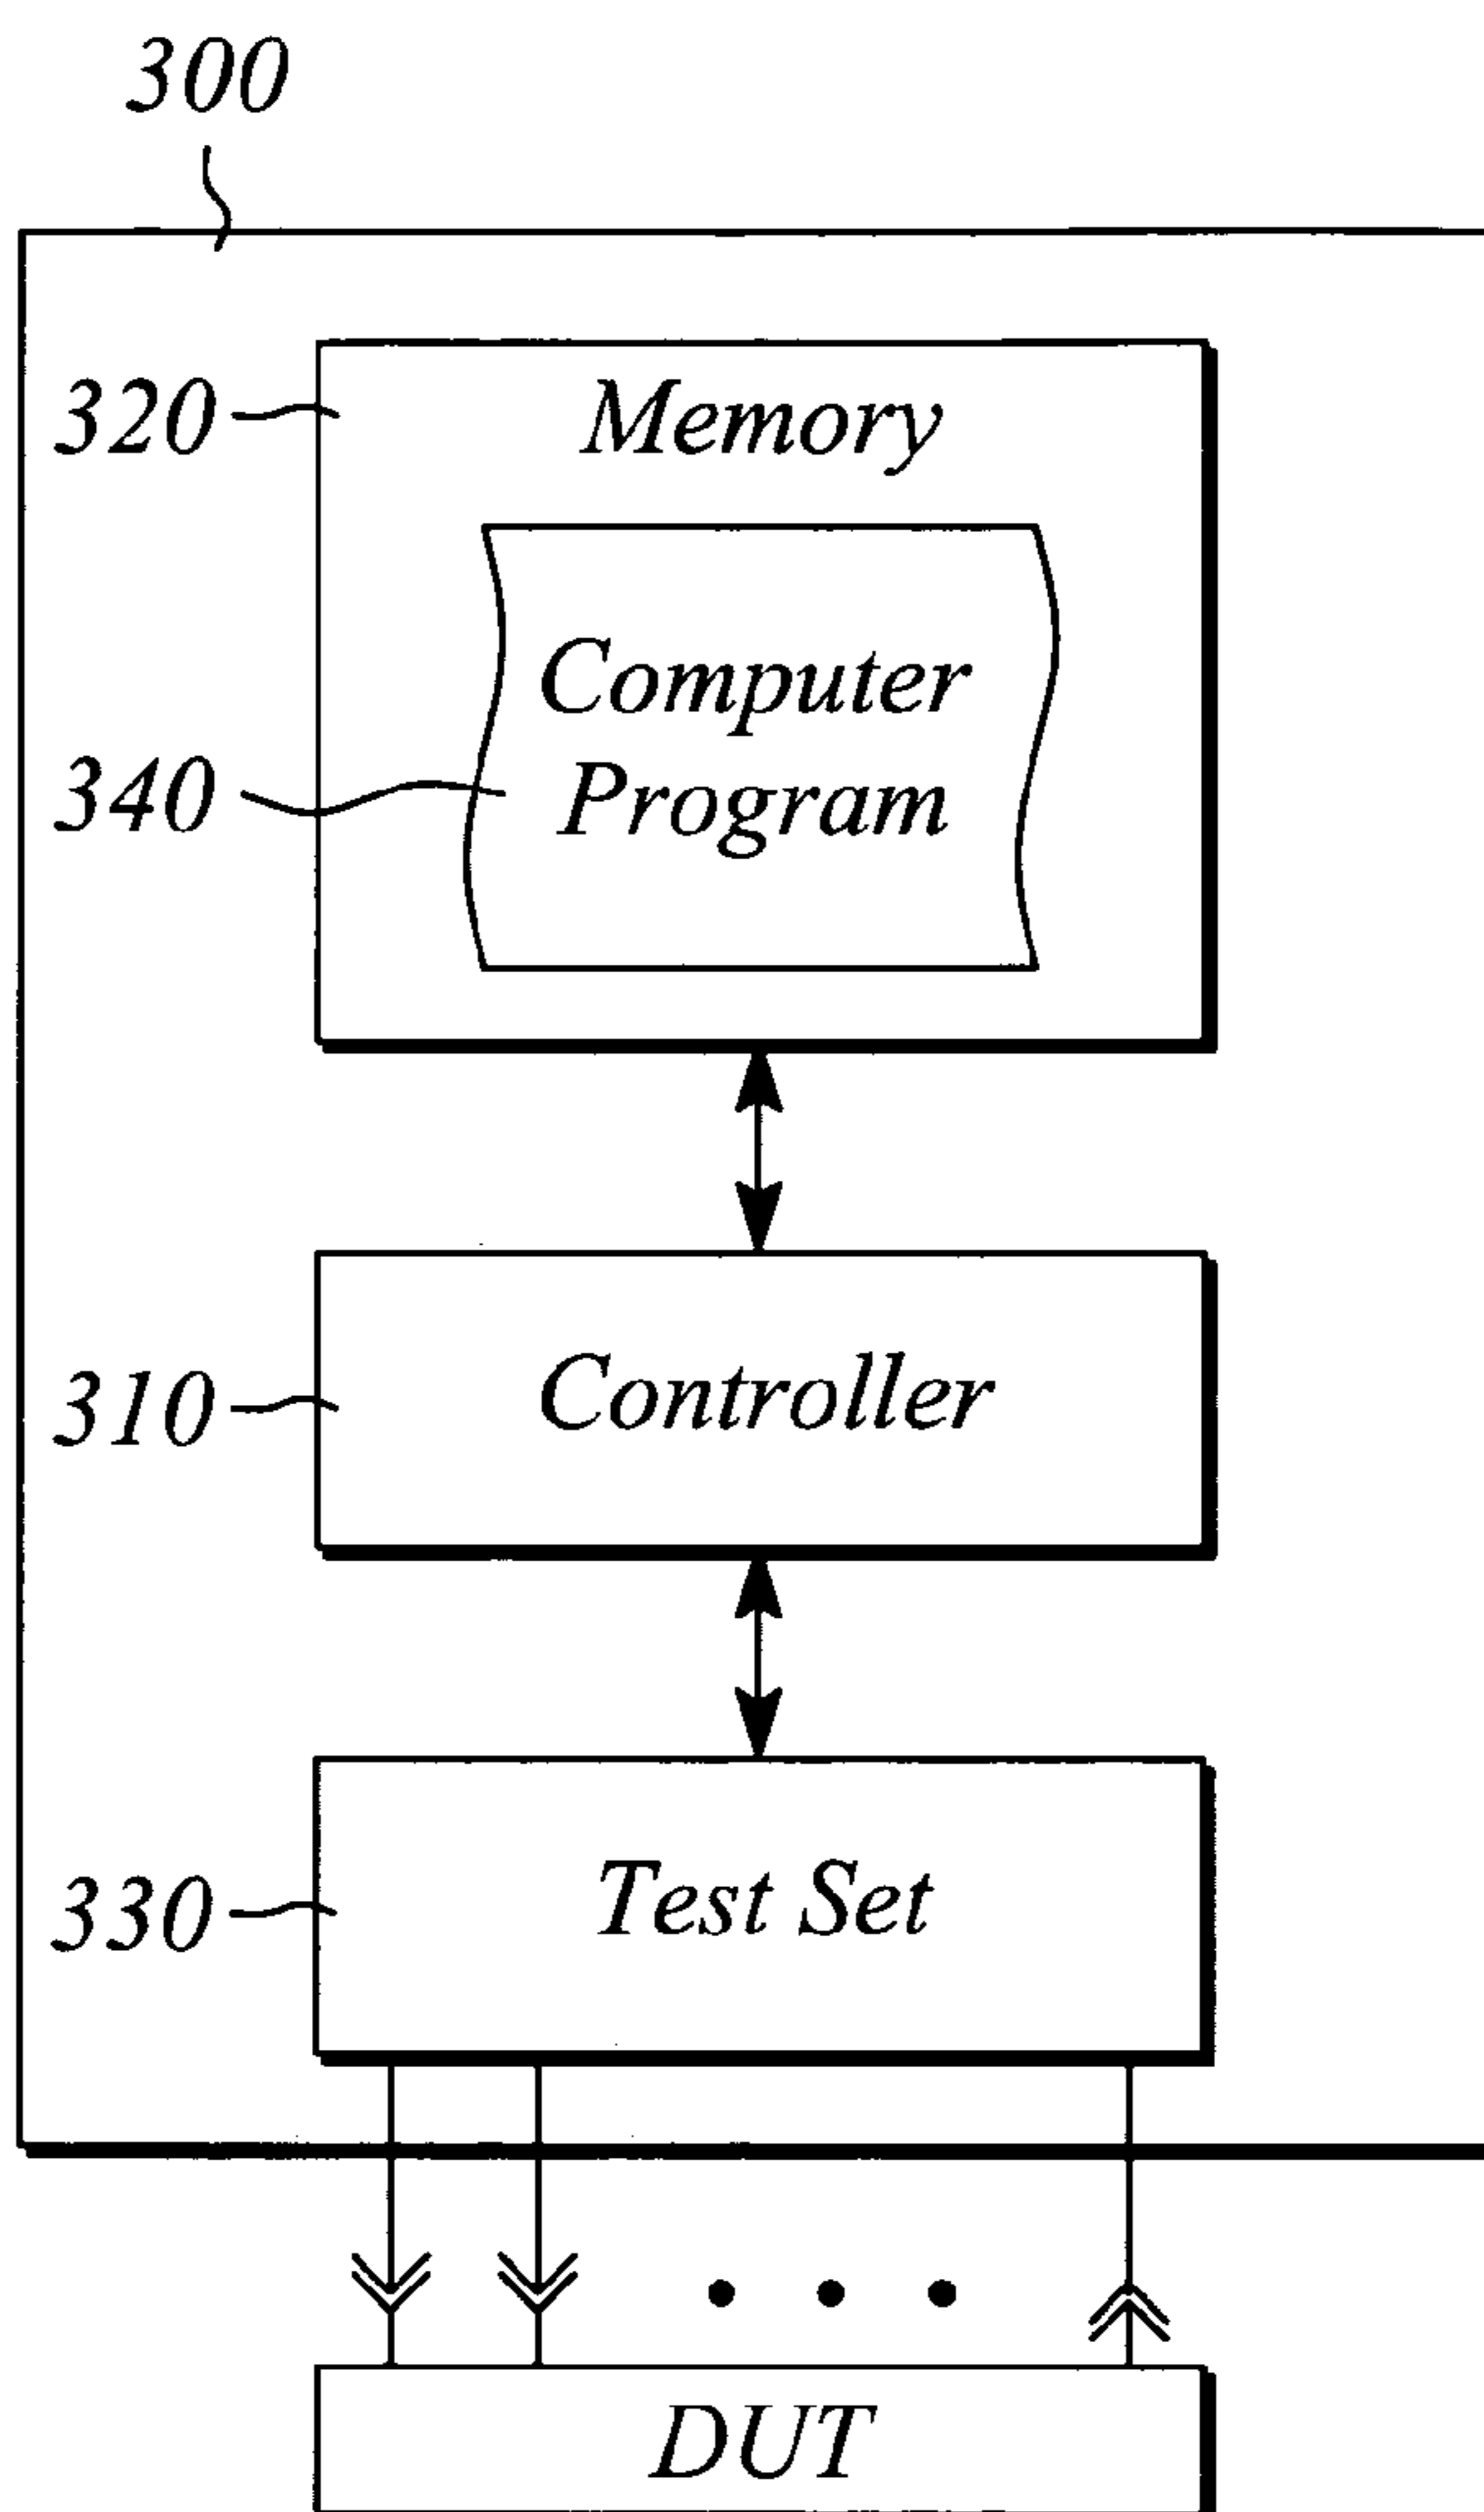 300
320
Memory
Computer
340
Program
310
Controller
330
Test Set
DUT